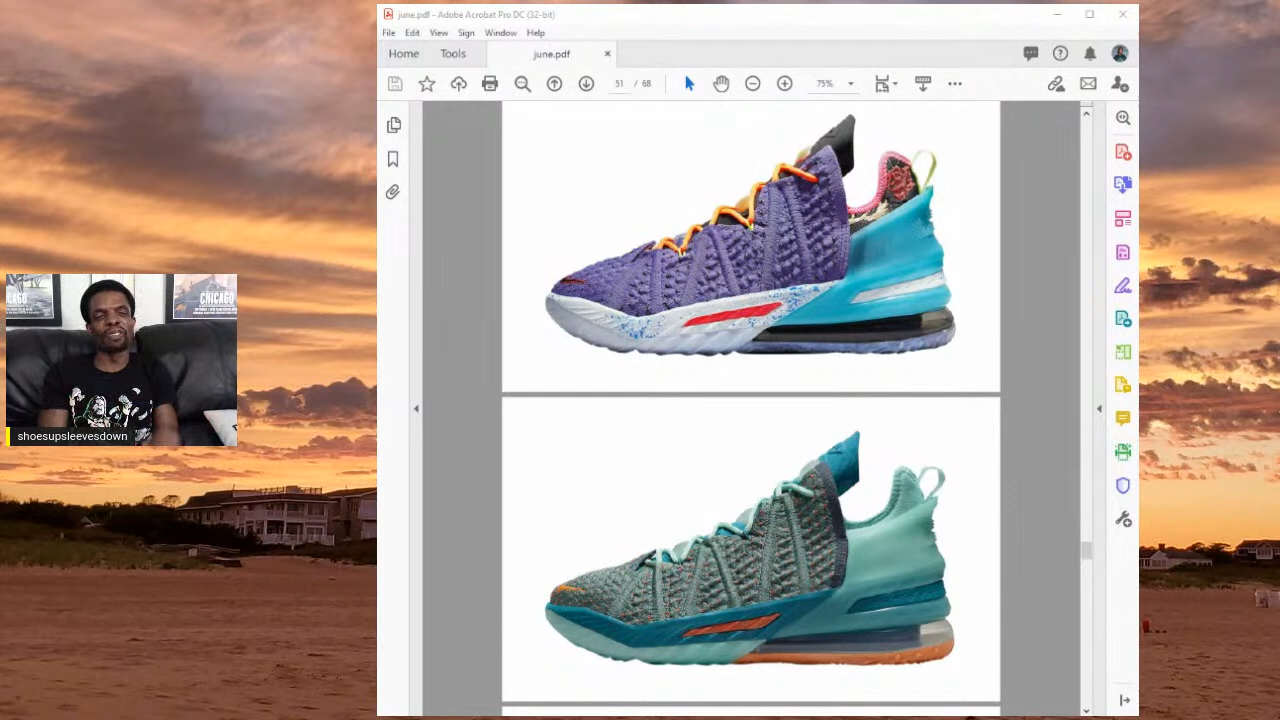 june.pdf - Adobe Acrobat Pro DC (32-bit)
File Edit View Sign Window Help
Home Tools june.pdf
51 / 68 75%
CHICAGO
shoesupsleevesdown